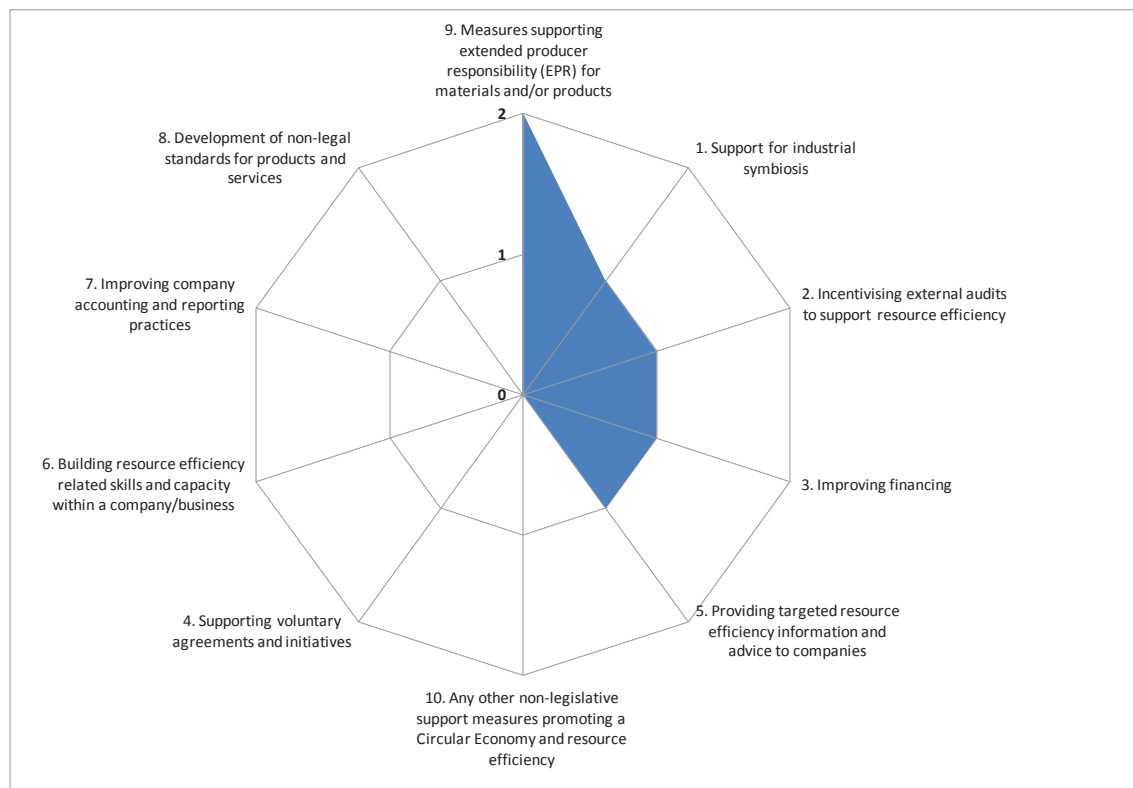 9. Measures supporting
extended producer
responsibility (EPR) for
materials and/or products
2
8. Development of non-legal
standards for products and
services
1. Support for industrial
symbiosis
1
7. Improving company
accounting and reporting
practices
2. Incentivising external audits
to support resource efficiency
0
6. Building resource efficiency
related skills and capacity
within a company/business
3. Improving financing
4. Supporting voluntary
agreements and initiatives
5. Providing targeted resource
efficiency information and
advice to companies
10. Any other non-legislative
support measures promoting a
Circular Economy and resource
efficiency